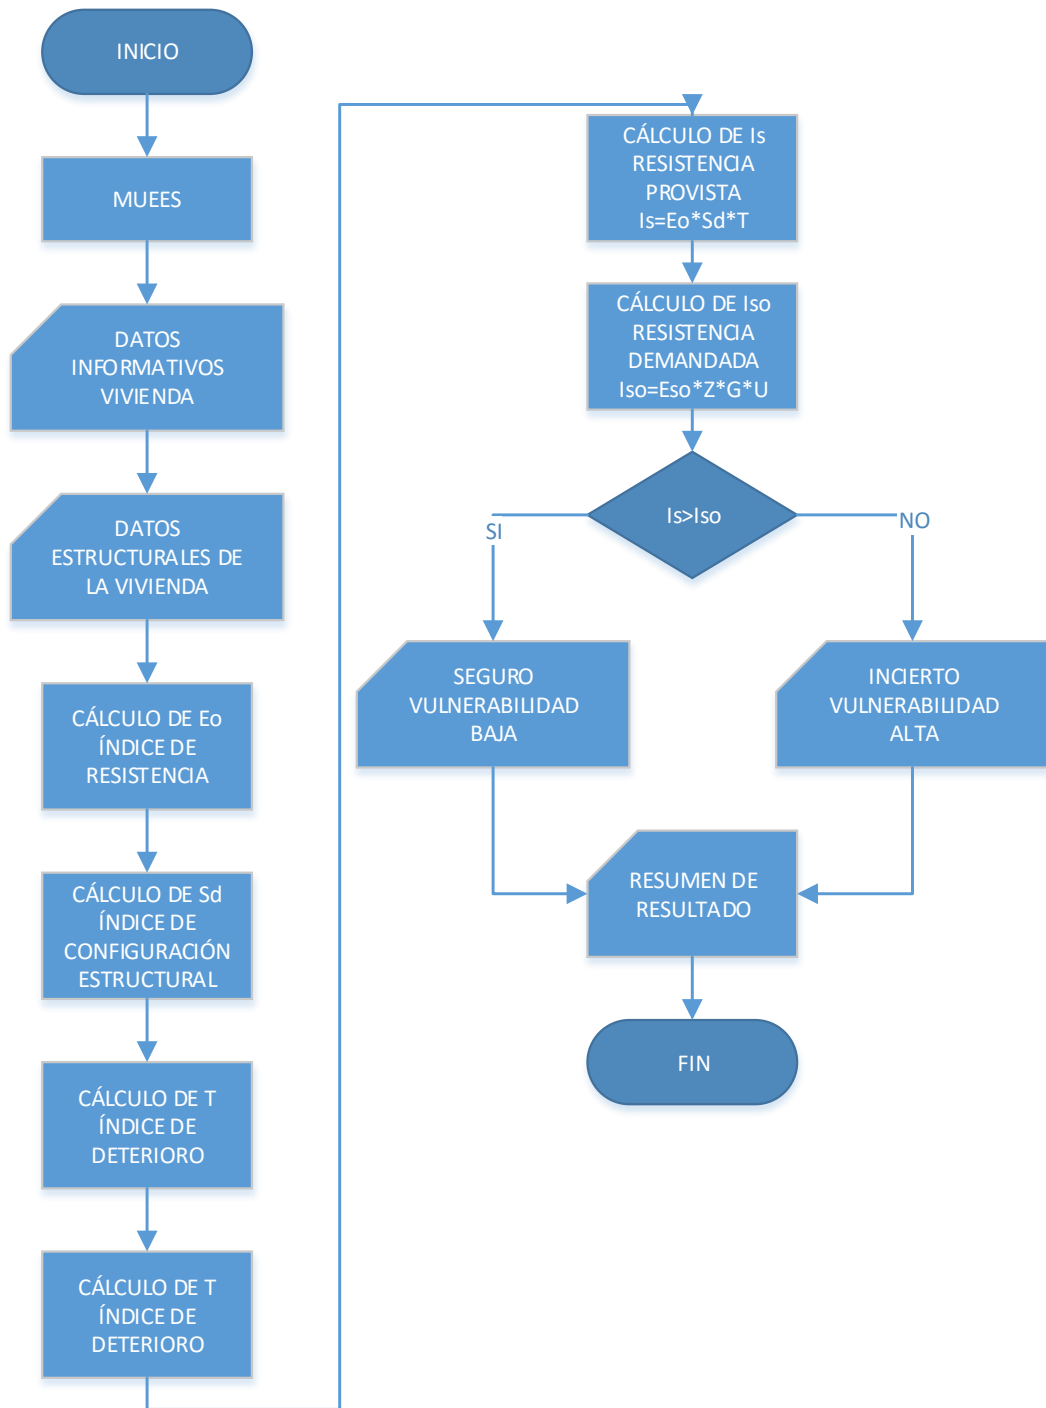 INICIO
MUEES
DATOS
INFORMATIVOS
VIVIENDA
DATOS
ESTRUCTURALES DE
LA VIVIENDA
CÁLCULO DE Eo
ÍNDICE DE
RESISTENCIA
CÁLCULO DE Sd
ÍNDICE DE
CONFIGURACIÓN
ESTRUCTURAL
CÁLCULO DE T
ÍNDICE DE
DETERIORO
CÁLCULO DE T
ÍNDICE DE
DETERIORO
CÁLCULO DE Is
RESISTENCIA
PROVISTA
Is=Eo*Sd*T
CÁLCULO DE Iso
RESISTENCIA
DEMANDADA
Iso=Eso*Z*G*U
Is>Iso
SI
NO
SEGURO
VULNERABILIDAD
BAJA
INCIERTO
VULNERABILIDAD
ALTA
RESUMEN DE
RESULTADO
FIN